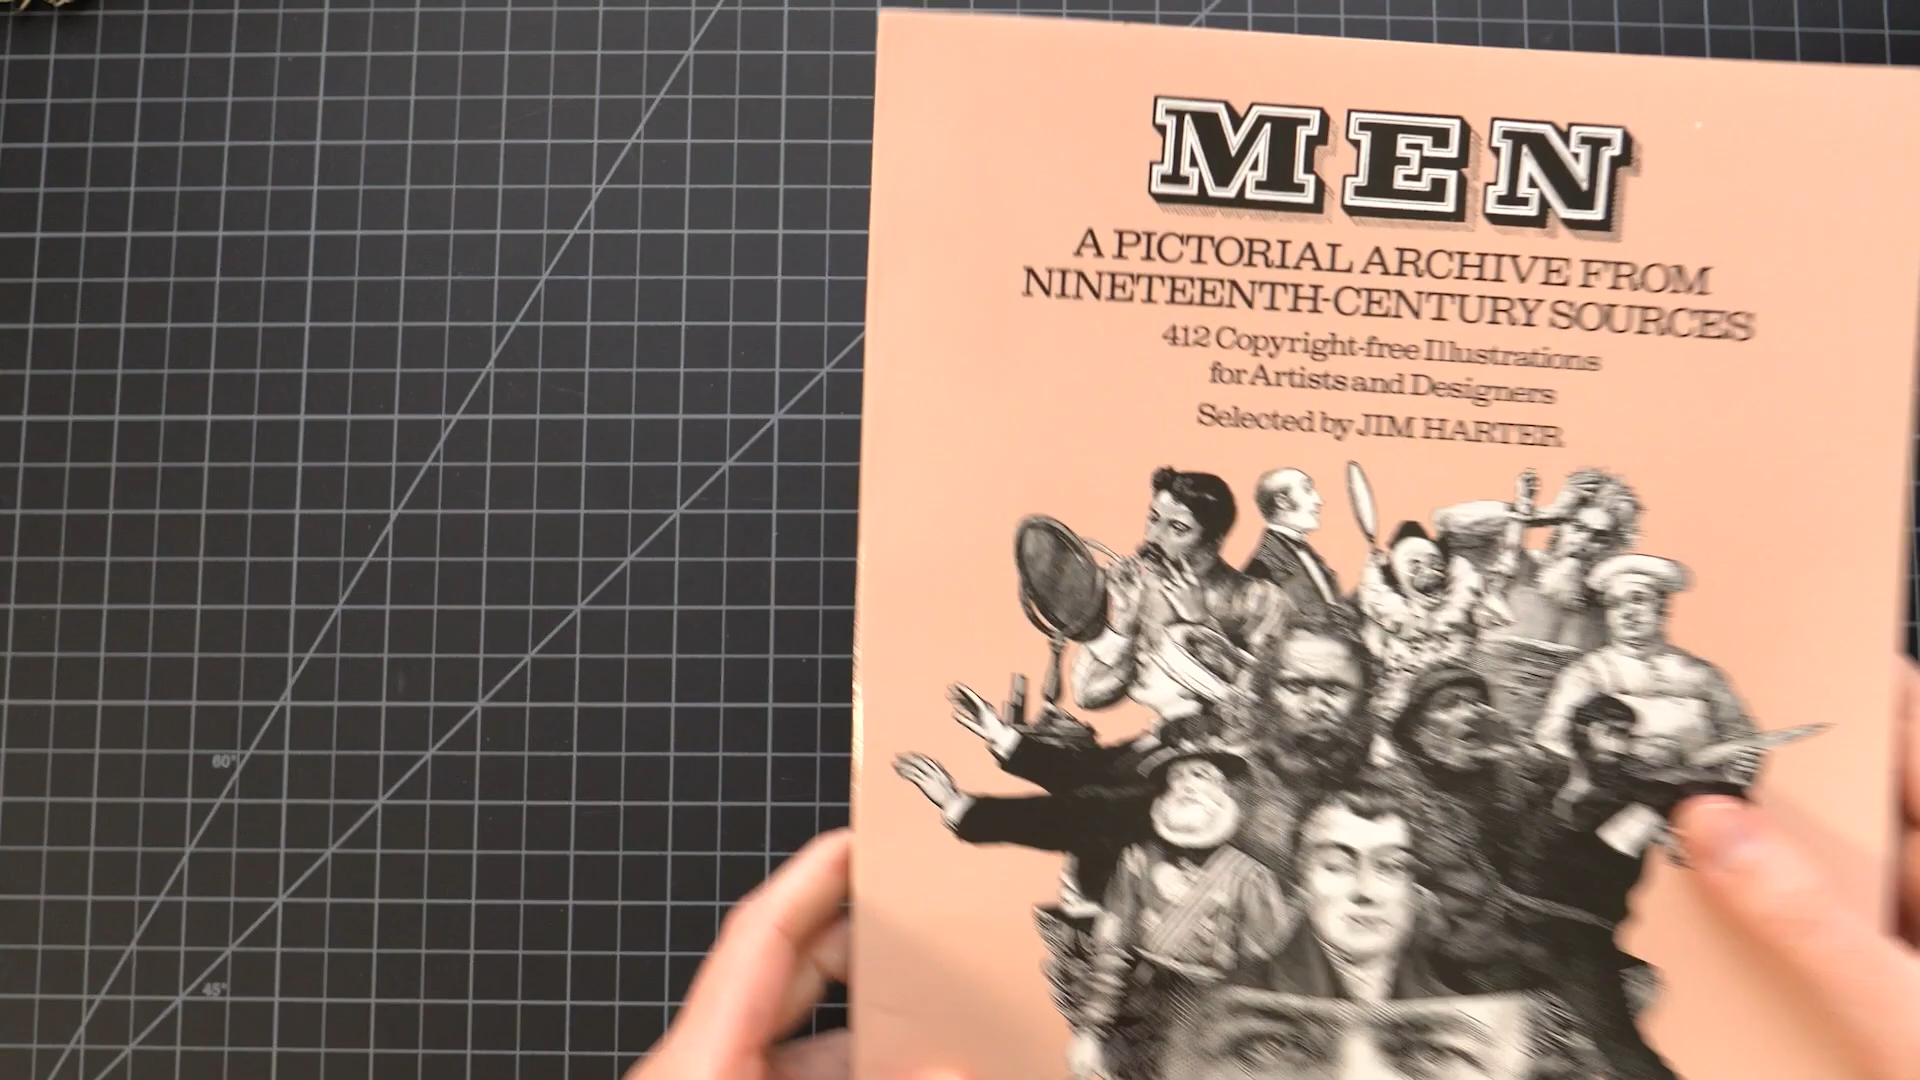 MEN
A PICTORIAL ARCHIVE FROM
NINETEENTH-CENTURY SOURCES
412 Copyright-free Illustrations
for Artists and Designers
Selected by JIM HARTER
60°
45°